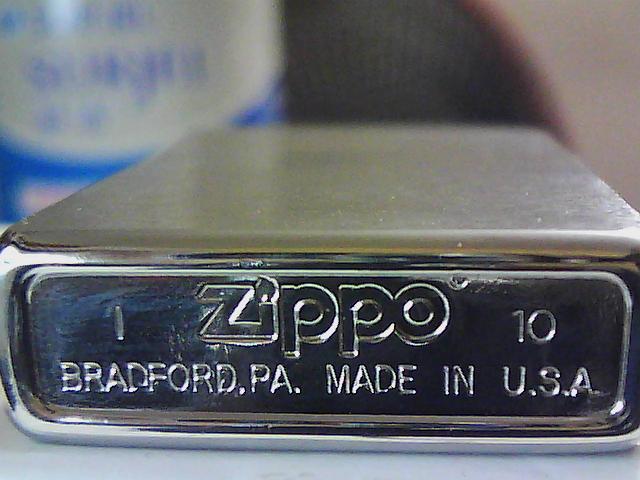 I Zippo® 10
BRADFORD, PA. MADE IN U.S.A